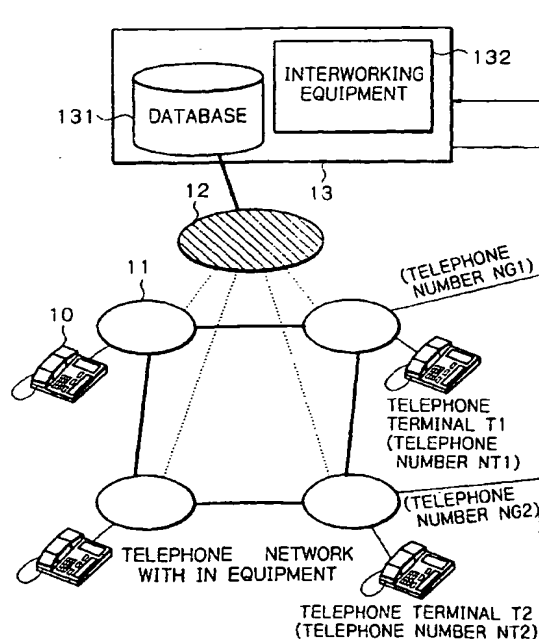 132
INTERWORKING
EQUIPMENT
131
DATABASE
13
12
11
(TELEPHONE
NUMBER NG1)
10
TELEPHONE
TERMINAL T1
(TELEPHONE
NUMBER NT1)
(TELEPHONE
NUMBER NG2)
TELEPHONE NETWORK
WITH IN EQUIPMENT
TELEPHONE TERMINAL T2
(TELEPHONE NUMBER NT2)